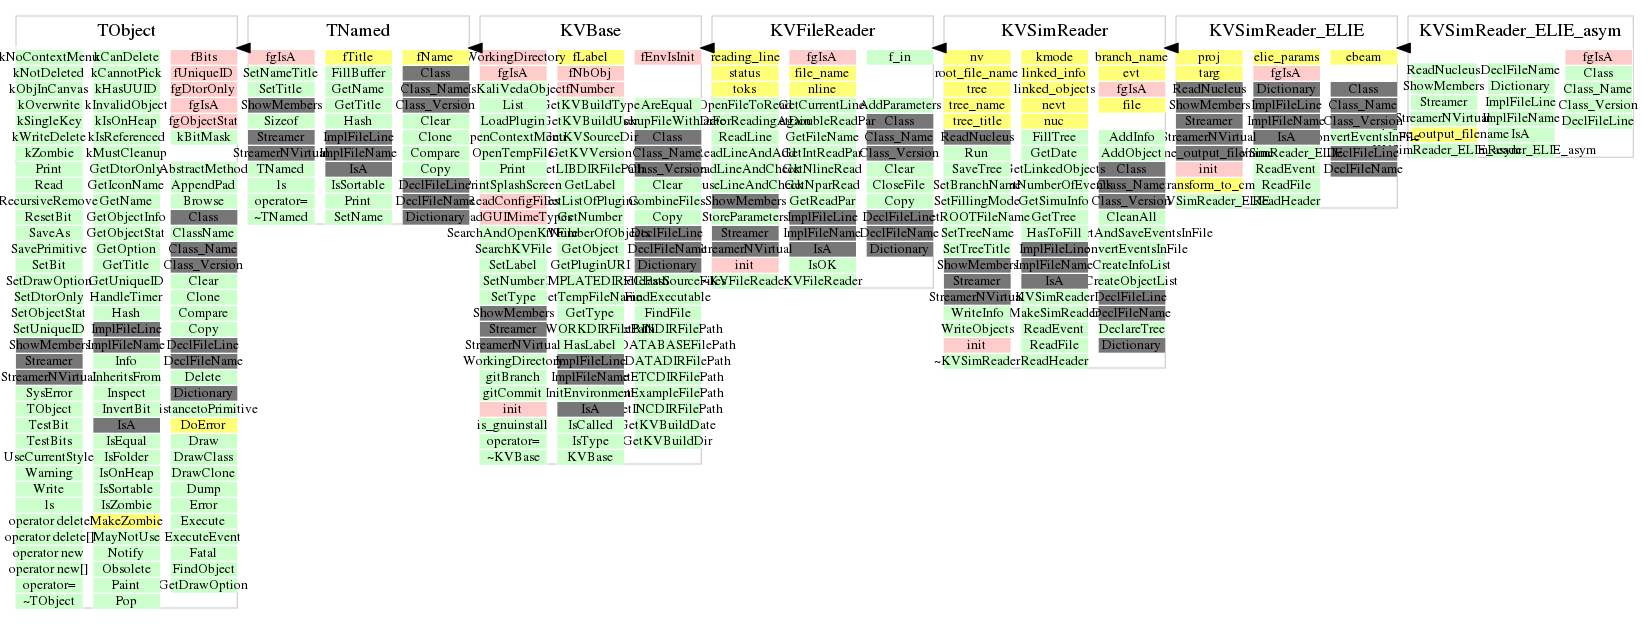 TObject TNamed KVBase KVFileReader KVSimReader KVSimReader_ELIE KVSimReader_ELIE_asym
kNoContextMenu kCanDelete fBits
kNotDeleted kCannotPick fUniqueID
kObjInCanvas kHasUUID fgDtorOnly
kOverwrite kInvalidObject fgIsA
kSingleKey kIsOnHeap fgObjectStat
kWriteDelete kIsReferenced kBitMask
kZombie kMustCleanup
Print GetDtorOnly AbstractMethod
Read GetIconName AppendPad
RecursiveRemove GetName Browse
ResetBit GetObjectInfo Class
SaveAs GetObjectStat ClassName
SavePrimitive GetOption Class_Name
SetBit GetTitle Class_Version
SetDrawOption GetUniqueID Clear
SetDtorOnly HandleTimer Clone
SetObjectStat Hash Compare
SetUniqueID ImplFileLine Copy
ShowMembers ImplFileName DeclFileLine
Streamer Info DeclFileName
StreamerNVirtual InheritsFrom Delete
SysError Inspect Dictionary
TObject InvertBit DistancetoPrimitive
TestBit IsA DoError
TestBits IsEqual Draw
UseCurrentStyle IsFolder DrawClass
Warning IsOnHeap DrawClone
Write IsSortable Dump
ls IsZombie Error
operator delete MakeZombie Execute
operator delete[] MayNotUse ExecuteEvent
operator new Notify Fatal
operator new[] Obsolete FindObject
operator= Paint GetDrawOption
~TObject Pop
fgIsA fTitle fName
SetNameTitle FillBuffer Class
SetTitle GetName Class_Name
ShowMembers GetTitle Class_Version
Sizeof Hash Clear
Streamer ImplFileLine Clone
StreamerNVirtual ImplFileName Compare
TNamed IsA Copy
ls IsSortable DeclFileLine
operator= Print DeclFileName
~TNamed SetName Dictionary
WorkingDirectory fLabel fEnvIsInit
fgIsA fNbObj
IsKaliVedaObject fNumber
List GetKVBuildType AreEqual
LoadPlugin GetKVBuildUser BackupFileWithDate
OpenContextMenu GetKVSourceDir Class
OpenTempFile GetKVVersion Class_Name
Print GetLIBDIRFilePath Class_Version
PrintSplashScreen GetLabel Clear
ReadConfigFiles GetListOfPlugins CombineFiles
ReadGUIMimeTypes GetNumber Copy
SearchAndOpenKVFile GetNumberOfObjects DeclFileLine
SearchKVFile GetObject DeclFileName
SetLabel GetPluginURI Dictionary
SetNumber
SetType GetTempFileName FindExecutable
ShowMembers GetType FindFile
Streamer GetWORKDIRFilePath GetBINDIRFilePath
StreamerNVirtual HasLabel GetDATABASEFilePath
WorkingDirectory ImplFileLine GetDATADIRFilePath
gitBranch ImplFileName GetETCDIRFilePath
gitCommit InitEnvironment GetExampleFilePath
init IsA GetINCDIRFilePath
is_gnuinstall IsCalled GetKVBuildDate
operator= IsType GetKVBuildDir
~KVBase KVBase
reading_line fgIsA f_in
status file_name
toks nline
OpenFileToRead GetCurrentLine AddParameters
GetDoubleReadPar Class
ReadLine GetFileName Class_Name
GetIntReadPar Class_Version
GetNlineRead Clear
GetNparRead CloseFile
ShowMembers GetReadPar Copy
StoreParameters ImplFileLine DeclFileLine
Streamer ImplFileName DeclFileName
StreamerNVirtual IsA Dictionary
init IsOK
~KVFileReader KVFileReader
nv kmode branch_name
root_file_name linked_info evt
tree linked_objects fgIsA
tree_name nevt file
tree_title nuc
ReadNucleus FillTree AddInfo
Run GetDate AddObject
SaveTree GetLinkedObjects Class
SetBranchName GetNumberOfEvents Class_Name
SetFillingMode GetSimuInfo Class_Version
SetROOTFileName GetTree CleanAll
SetTreeName HasToFill ConvertAndSaveEventsInFile
SetTreeTitle ImplFileLine ConvertEventsInFile
ShowMembers ImplFileName CreateInfoList
Streamer IsA CreateObjectList
StreamerNVirtual KVSimReader DeclFileLine
WriteInfo MakeSimReader DeclFileName
WriteObjects ReadEvent DeclareTree
init ReadFile Dictionary
~KVSimReader ReadHeader
proj elie_params ebeam
targ fgIsA
ReadNucleus Dictionary Class
ShowMembers ImplFileLine Class_Name
Streamer ImplFileName Class_Version
StreamerNVirtual IsA ConvertEventsInFile
KVSimReader_ELIE DeclFileLine
init ReadEvent DeclFileName
transform_to_cm ReadFile
~KVSimReader_ELIE ReadHeader
fgIsA
ReadNucleus DeclFileName Class
ShowMembers Dictionary Class_Name
Streamer ImplFileLine Class_Version
StreamerNVirtual ImplFileName DeclFileLine
output_filename IsA
~KVSimReader_ELIE_asym KVSimReader_ELIE_asym